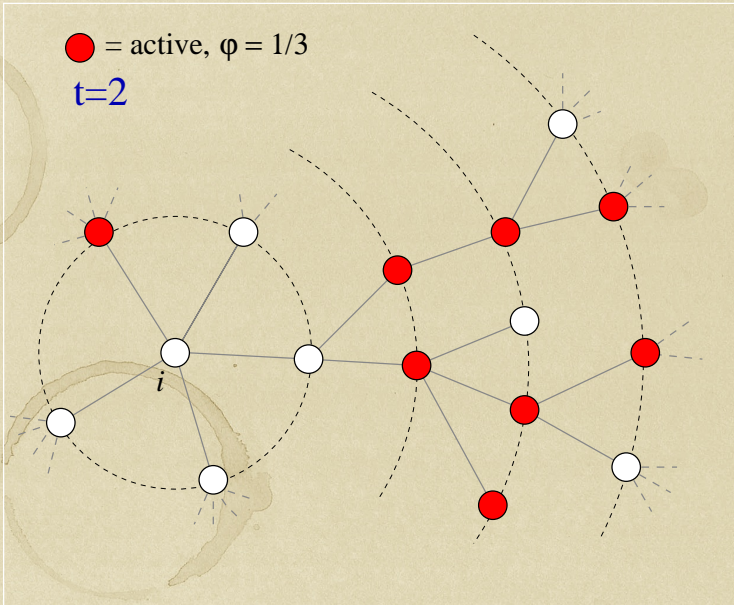 = active, φ = 1/3
t=2
i